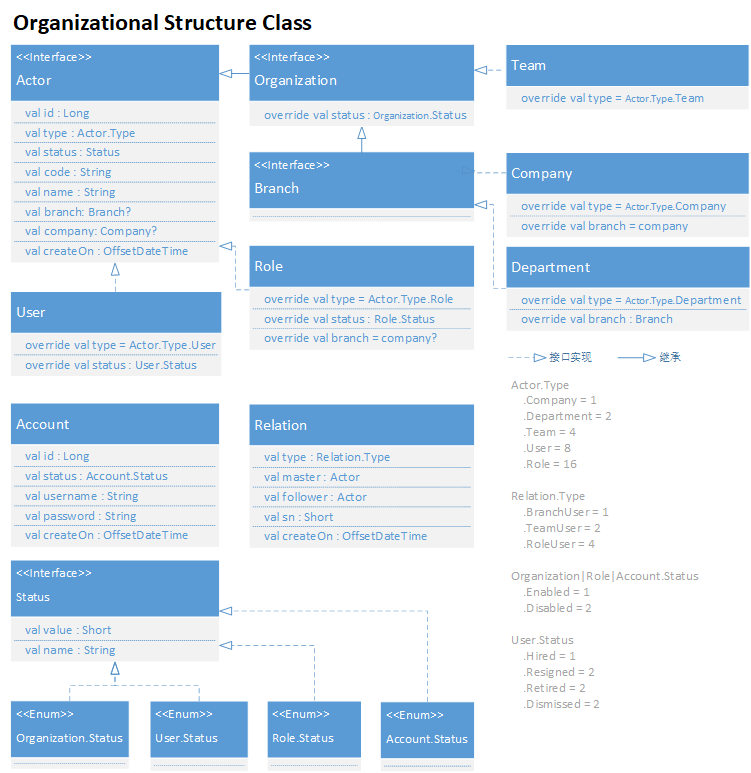 Organizational Structure Class
<<Interface>>
Actor
val id : Long
val type : Actor.Type
val status : Status
val code : String
val name : String
val branch: Branch?
val company: Company?
val createOn : OffsetDateTime
<<Interface>>
Organization
override val status : Organization.Status
Team
override val type = Actor.Type.Team
<<Interface>>
Branch
Company
override val type = Actor.Type.Company
override val branch = company
Role
override val type = Actor.Type.Role
override val status : Role.Status
override val branch = company?
Department
override val type = Actor.Type.Department
override val branch : Branch
User
override val type = Actor.Type.User
override val status : User.Status
接口实现
继承
Account
val id : Long
val status : Account.Status
val username : String
val password : String
val createOn : OffsetDateTime
Relation
val type : Relation.Type
val master : Actor
val follower : Actor
val sn : Short
val createOn : OffsetDateTime
Actor.Type
.Company = 1
.Department = 2
.Team = 4
.User = 8
.Role = 16
Relation.Type
.BranchUser = 1
.TeamUser = 2
.RoleUser = 4
Organization|Role|Account.Status
.Enabled = 1
.Disabled = 2
User.Status
.Hired = 1
.Resigned = 2
.Retired = 2
.Dismissed = 2
<<Interface>>
Status
val value : Short
val name : String
<<Enum>>
Organization.Status
<<Enum>>
User.Status
<<Enum>>
Role.Status
<<Enum>>
Account.Status